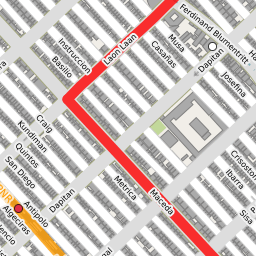 Ferdinand Blumentritt
Laon Laan
Musa
Casañas
Instruccion
Basilio
Dapitan
Josefina
Craig
Kundiman
Quintos
San Diego
Crisostomo
Ibarra
Metrica
Maceda
Dapitan
PNR
Antipolo
Algeciras